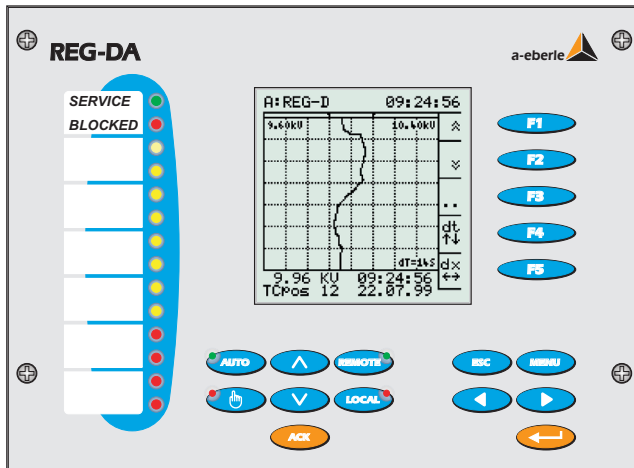 REG-DA
a-eberle
SERVICE
BLOCKED
A:REG-D 09:24:56
9.60kV 10.40kV
..
dt
dT=14S
dx
9.96 KV 09:24:56
TCPos 12 22.07.99
F1
F2
F3
F4
F5
AUTO REMOTE
LOCAL
ACK
ESC MENU